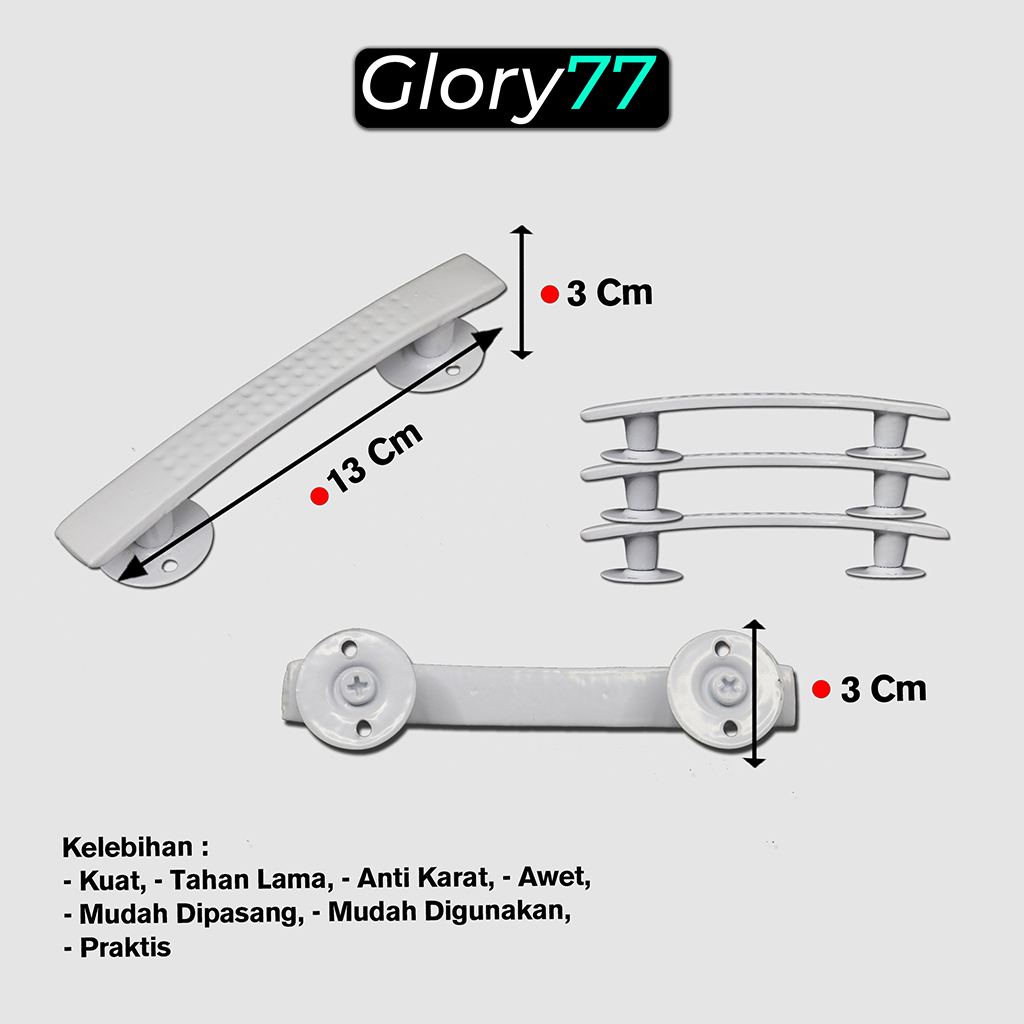 Glory77
3 Cm
13 Cm
3 Cm
Kelebihan :
- Kuat, - Tahan Lama, - Anti Karat, - Awet,
- Mudah Dipasang, - Mudah Digunakan,
- Praktis